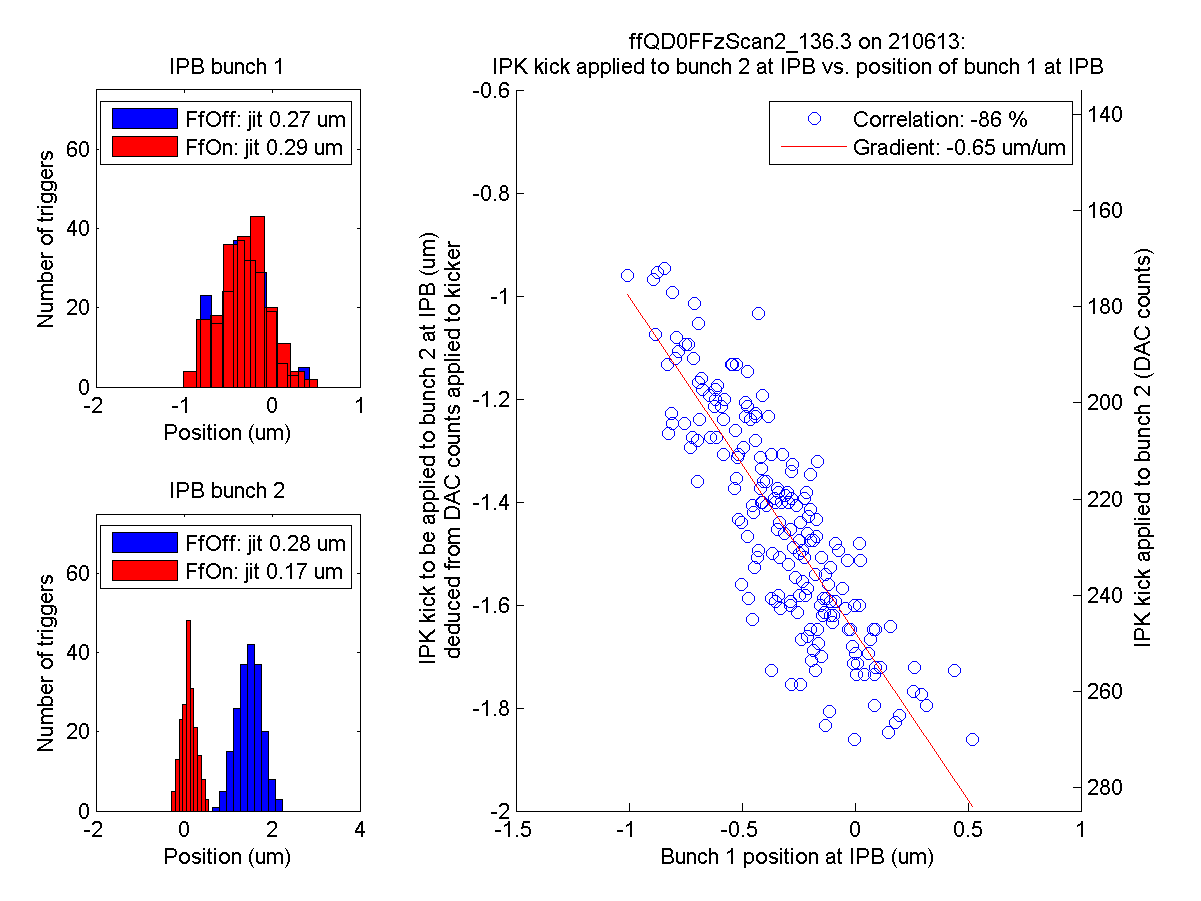 IPB bunch 1
FfOff: jit 0.27 um
FfOn: jit 0.29 um
Number of triggers
60
40
20
0
-2
-1
0
1
Position (um)
IPB bunch 2
FfOff: jit 0.28 um
FfOn: jit 0.17 um
Number of triggers
60
40
20
0
-2
0
2
4
Position (um)
ffQD0FFzScan2_136.3 on 210613:
IPK kick applied to bunch 2 at IPB vs. position of bunch 1 at IPB
Correlation: -86 %
Gradient: -0.65 um/um
IPK kick to be applied to bunch 2 at IPB (um)
deduced from DAC counts applied to kicker
-0.6
-0.8
-1
-1.2
-1.4
-1.6
-1.8
-2
-1.5
-1
-0.5
0
0.5
1
Bunch 1 position at IPB (um)
140
160
180
200
220
240
260
280
IPK kick applied to bunch 2 (DAC counts)